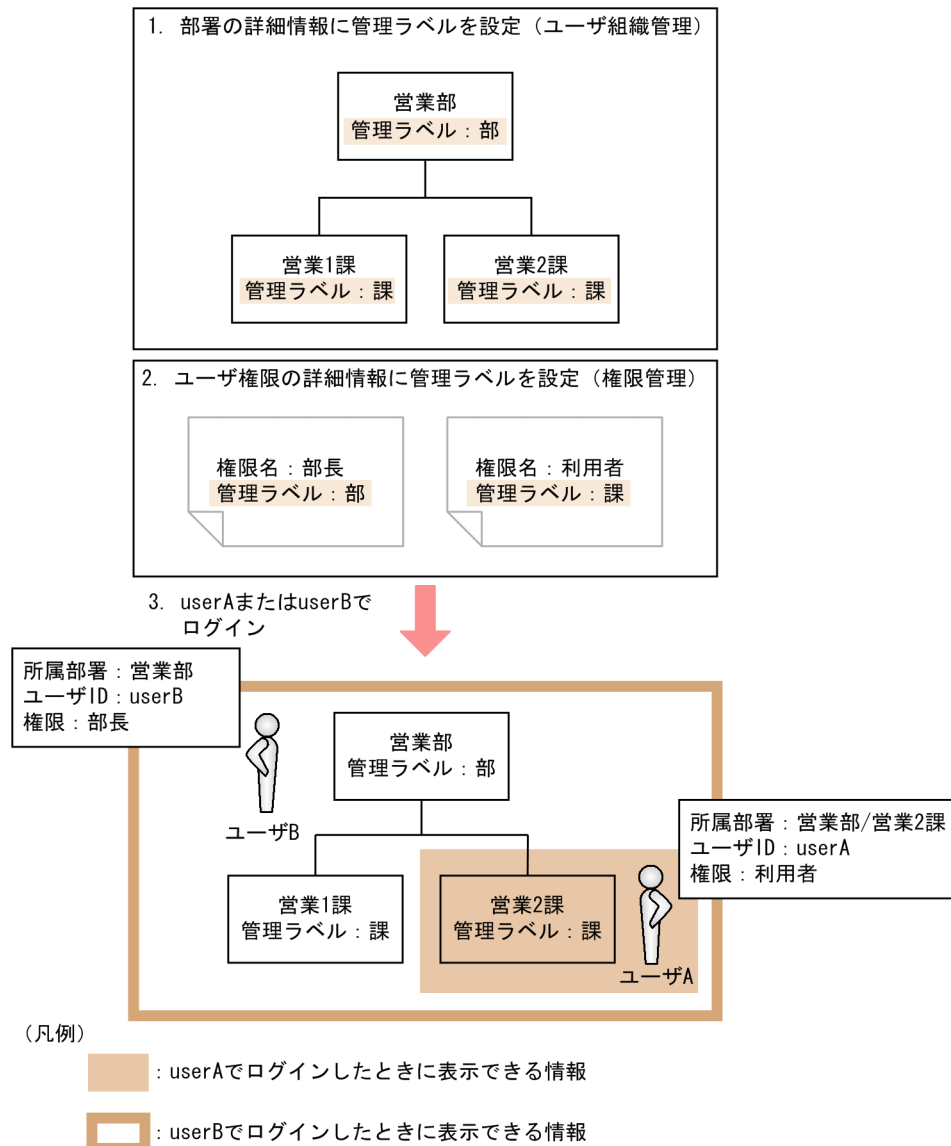 1. 部署の詳細情報に管理ラベルを設定（ユーザ組織管理）
営業部
管理ラベル：部
営業1課
管理ラベル：課
営業2課
管理ラベル：課
2. ユーザ権限の詳細情報に管理ラベルを設定（権限管理）
権限名：部長
管理ラベル：部
権限名：利用者
管理ラベル：課
3. userAまたはuserBで
ログイン
所属部署：営業部
ユーザID：userB
権限：部長
ユーザB
営業部
管理ラベル：部
所属部署：営業部/営業2課
ユーザID：userA
権限：利用者
営業1課
管理ラベル：課
営業2課
管理ラベル：課
ユーザA
（凡例）
：userAでログインしたときに表示できる情報
：userBでログインしたときに表示できる情報